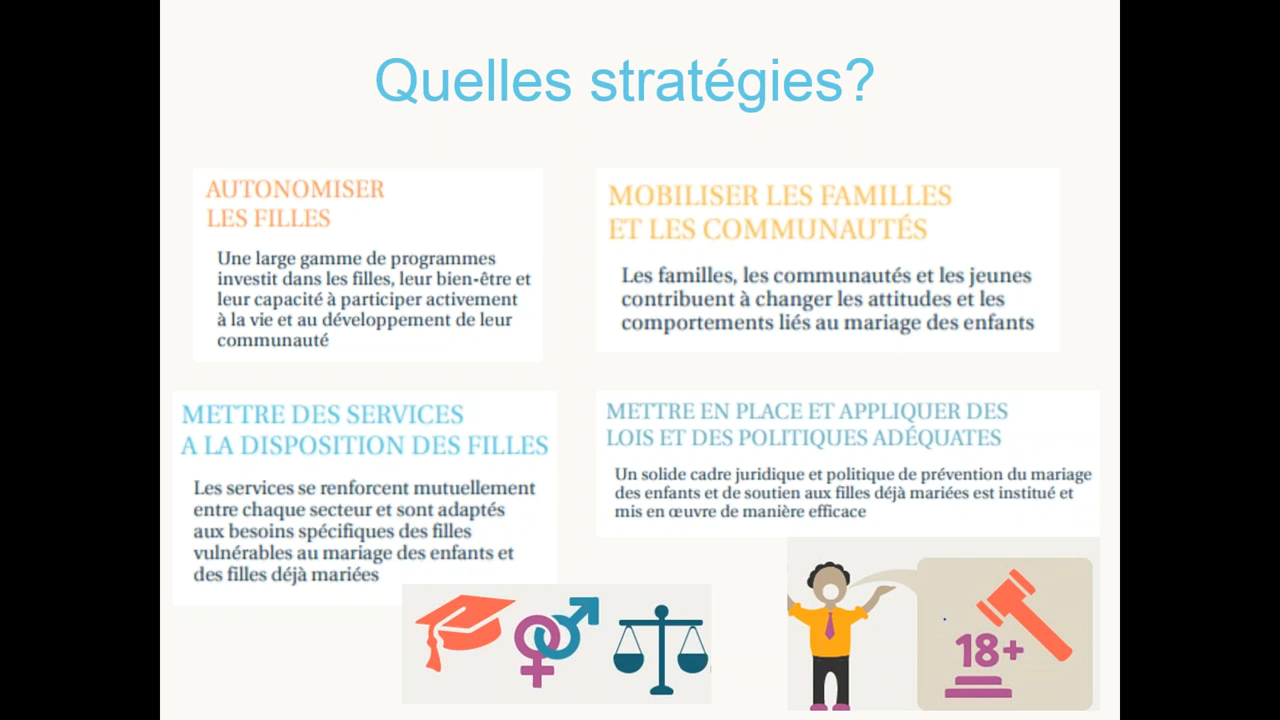 Quelles stratégies?
AUTONOMISER
LES FILLES
Une large gamme de programmes
investit dans les filles, leur bien-être et
leur capacité à participer activement
à la vie et au développement de leur
communauté
MOBILISER LES FAMILLES
ET LES COMMUNAUTÉS
Les familles, les communautés et les jeunes
contribuent à changer les attitudes et les
comportements liés au mariage des enfants
METTRE DES SERVICES
A LA DISPOSITION DES FILLES
Les services se renforcent mutuellement
entre chaque secteur et sont adaptés
aux besoins spécifiques des filles
vulnérables au mariage des enfants et
des filles déjà mariées
METTRE EN PLACE ET APPLIQUER DES
LOIS ET DES POLITIQUES ADÉQUATES
Un solide cadre juridique et politique de prévention du mariage
des enfants et de soutien aux filles déjà mariées est institué et
mis en œuvre de manière efficace
18+